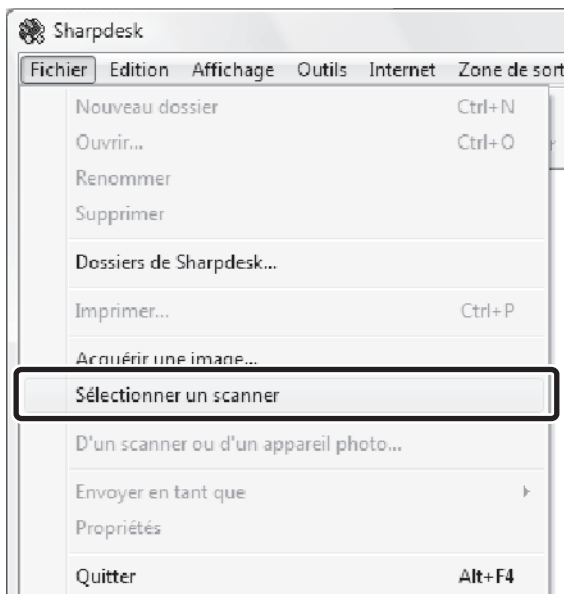 Sharpdesk
Fichier Edition Affichage Outils Internet Zone de sort
Nouveau dossier Ctrl+N
Ouvrir... Ctrl+O
Renommer
Supprimer
Dossiers de Sharpdesk...
Imprimer... Ctrl+P
Acquérir une image...
Sélectionner un scanner
D'un scanner ou d'un appareil photo...
Envoyer en tant que
Propriétés
Quitter Alt+F4